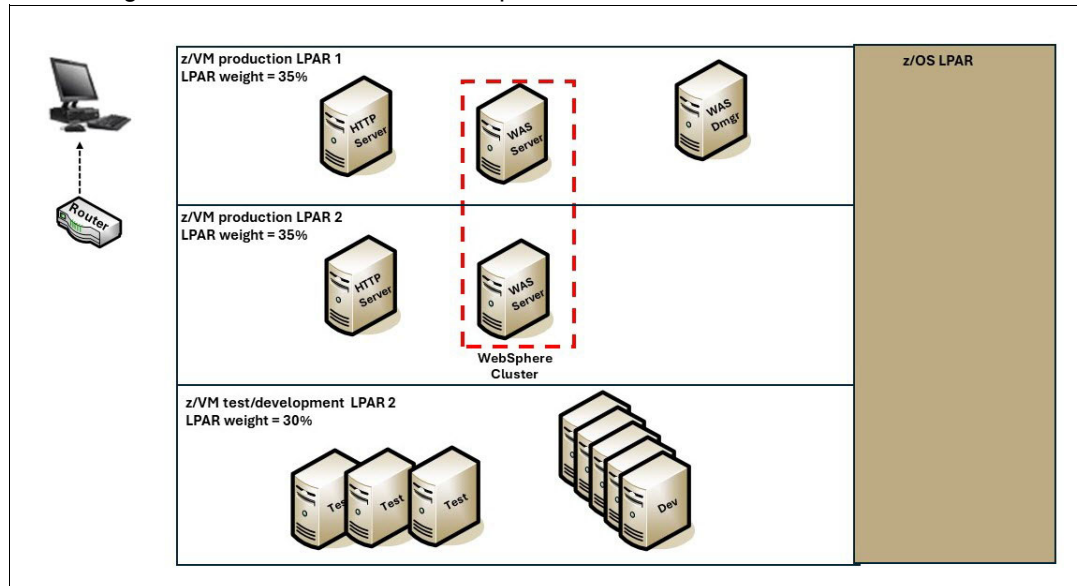 z/VM production LPAR 1
LPAR weight = 35%
HTTP
Server
WAS
Server
WAS
Dmgr
z/OS LPAR
Router
z/VM production LPAR 2
LPAR weight = 35%
HTTP
Server
WAS
Server
WebSphere
Cluster
z/VM test/development LPAR 2
LPAR weight = 30%
Test
Test
Dev